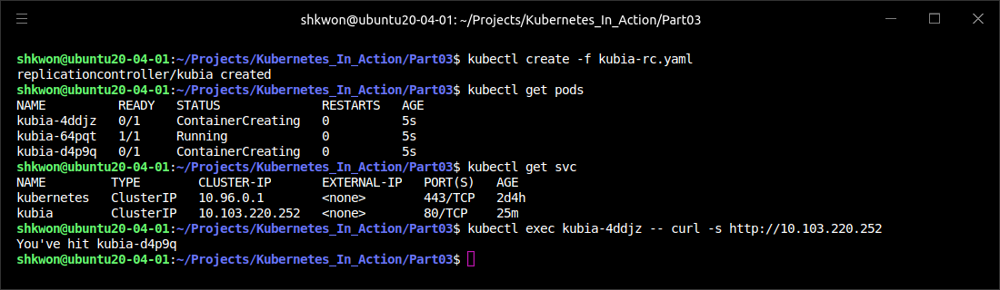 shkwon@ubuntu20-04-01: ~/Projects/Kubernetes_In_Action/Part03
shkwon@ubuntu20-04-01:~/Projects/Kubernetes_In_Action/Part03$ kubectl create -f kubia-rc.yaml
replicationcontroller/kubia created
shkwon@ubuntu20-04-01:~/Projects/Kubernetes_In_Action/Part03$ kubectl get pods
NAME          READY   STATUS              RESTARTS   AGE
kubia-4ddjz   0/1     ContainerCreating   0          5s
kubia-64pqt   1/1     Running             0          5s
kubia-d4p9q   0/1     ContainerCreating   0          5s
shkwon@ubuntu20-04-01:~/Projects/Kubernetes_In_Action/Part03$ kubectl get svc
NAME         TYPE        CLUSTER-IP       EXTERNAL-IP   PORT(S)   AGE
kubernetes   ClusterIP   10.96.0.1        <none>        443/TCP   2d4h
kubia        ClusterIP   10.103.220.252   <none>        80/TCP    25m
shkwon@ubuntu20-04-01:~/Projects/Kubernetes_In_Action/Part03$ kubectl exec kubia-4ddjz -- curl -s http://10.103.220.252
You've hit kubia-d4p9q
shkwon@ubuntu20-04-01:~/Projects/Kubernetes_In_Action/Part03$